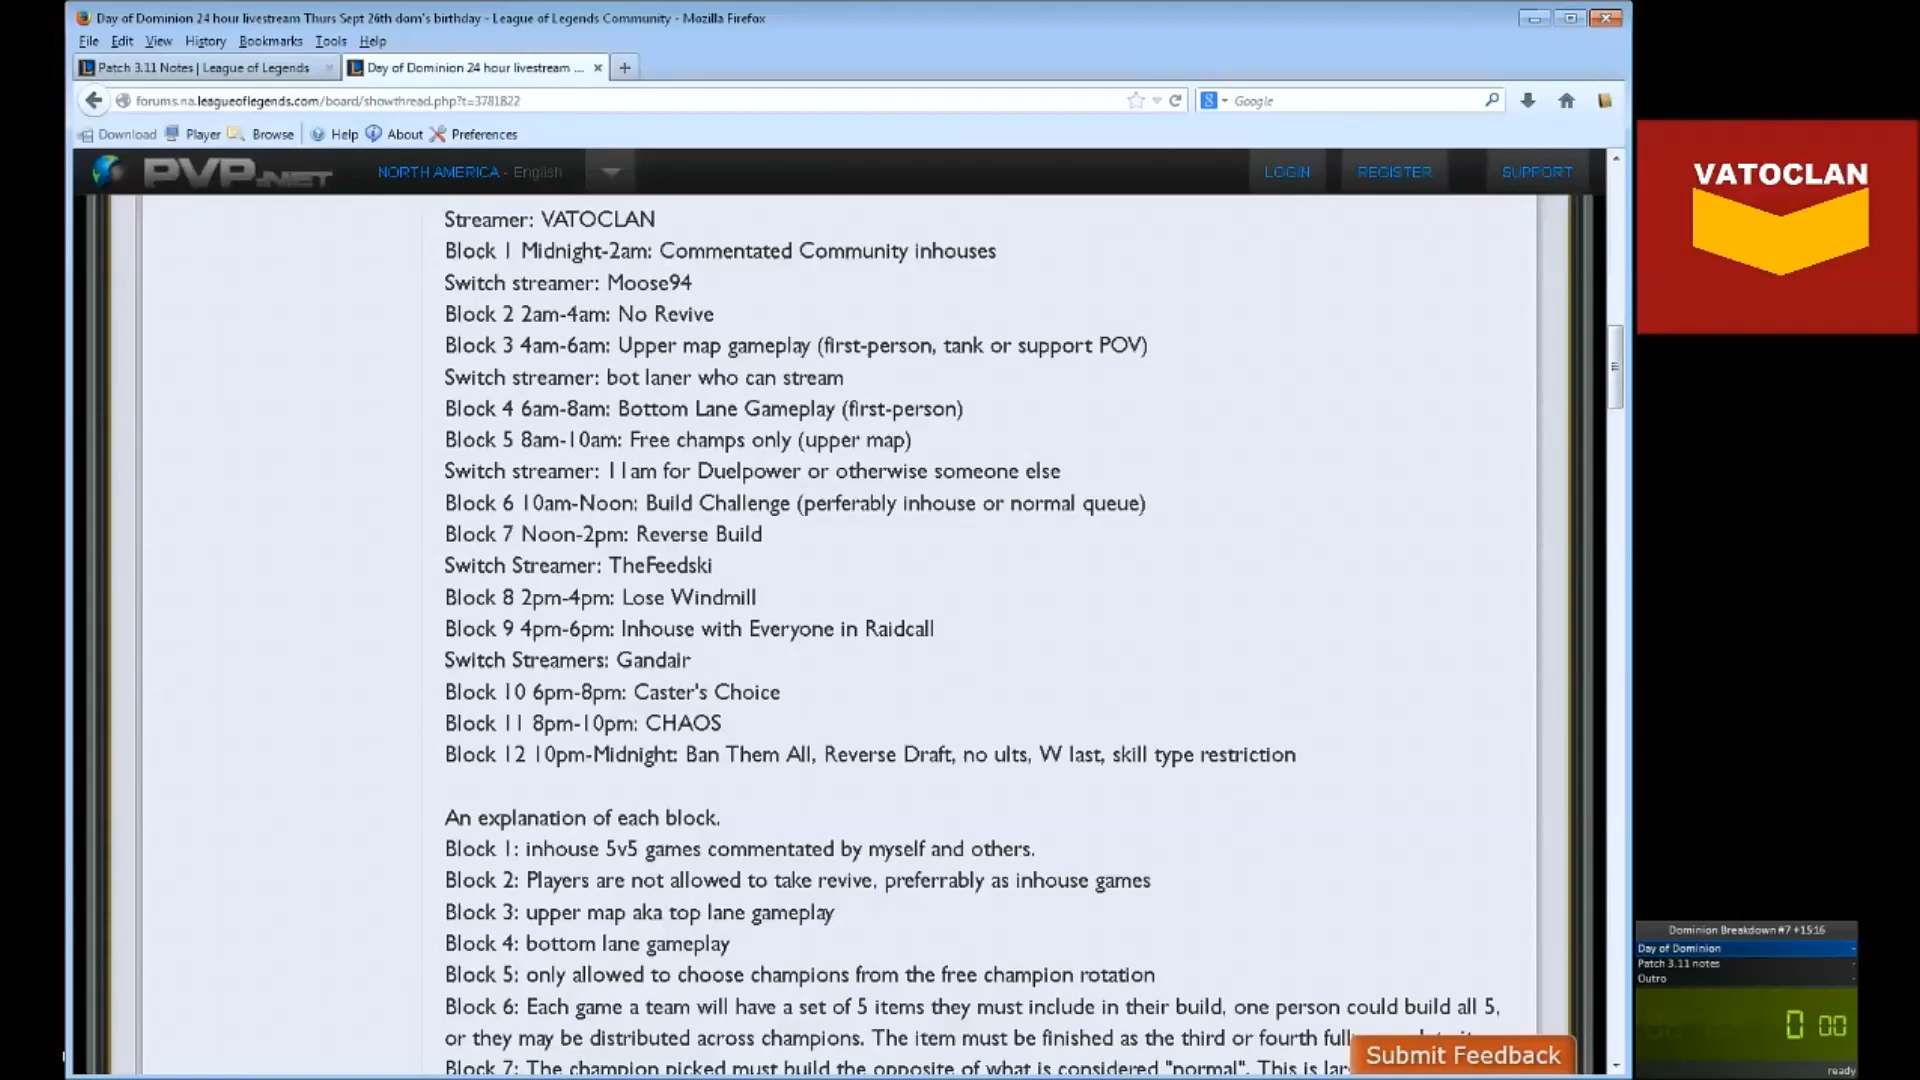 Day of Dominion 24 hour livestream Thurs Sept 26th dom's birthday - League of Legends Community - Mozilla Firefox
File Edit View History Bookmarks Tools Help
Patch 3.11 Notes | League of Legends
Day of Dominion 24 hour livestream ...
forums.na.leagueoflegends.com/board/showthread.php?t=3781822
Google
Download Player Browse Help About Preferences
PVP.NET
NORTH AMERICA - English
LOGIN
REGISTER
SUPPORT
Streamer: VATOCLAN
Block 1 Midnight-2am: Commentated Community inhouses
Switch streamer: Moose94
Block 2 2am-4am: No Revive
Block 3 4am-6am: Upper map gameplay (first-person, tank or support POV)
Switch streamer: bot laner who can stream
Block 4 6am-8am: Bottom Lane Gameplay (first-person)
Block 5 8am-10am: Free champs only (upper map)
Switch streamer: 11am for Duelpower or otherwise someone else
Block 6 10am-Noon: Build Challenge (perferably inhouse or normal queue)
Block 7 Noon-2pm: Reverse Build
Switch Streamer: TheFeedski
Block 8 2pm-4pm: Lose Windmill
Block 9 4pm-6pm: Inhouse with Everyone in Raidcall
Switch Streamers: Gandair
Block 10 6pm-8pm: Caster's Choice
Block 11 8pm-10pm: CHAOS
Block 12 10pm-Midnight: Ban Them All, Reverse Draft, no ults, W last, skill type restriction
An explanation of each block.
Block 1: inhouse 5v5 games commentated by myself and others.
Block 2: Players are not allowed to take revive, preferrably as inhouse games
Block 3: upper map aka top lane gameplay
Block 4: bottom lane gameplay
Block 5: only allowed to choose champions from the free champion rotation
Block 6: Each game a team will have a set of 5 items they must include in their build, one person could build all 5,
or they may be distributed across champions. The item must be finished as the third or fourth
Block 7: The champion picked must build the opposite of what is considered "normal". This is
Submit Feedback
VATOCLAN
Dominion Breakdown #7 +15:16
Day of Dominion -
Patch 3.11 notes -
Outro -
0 00
ready